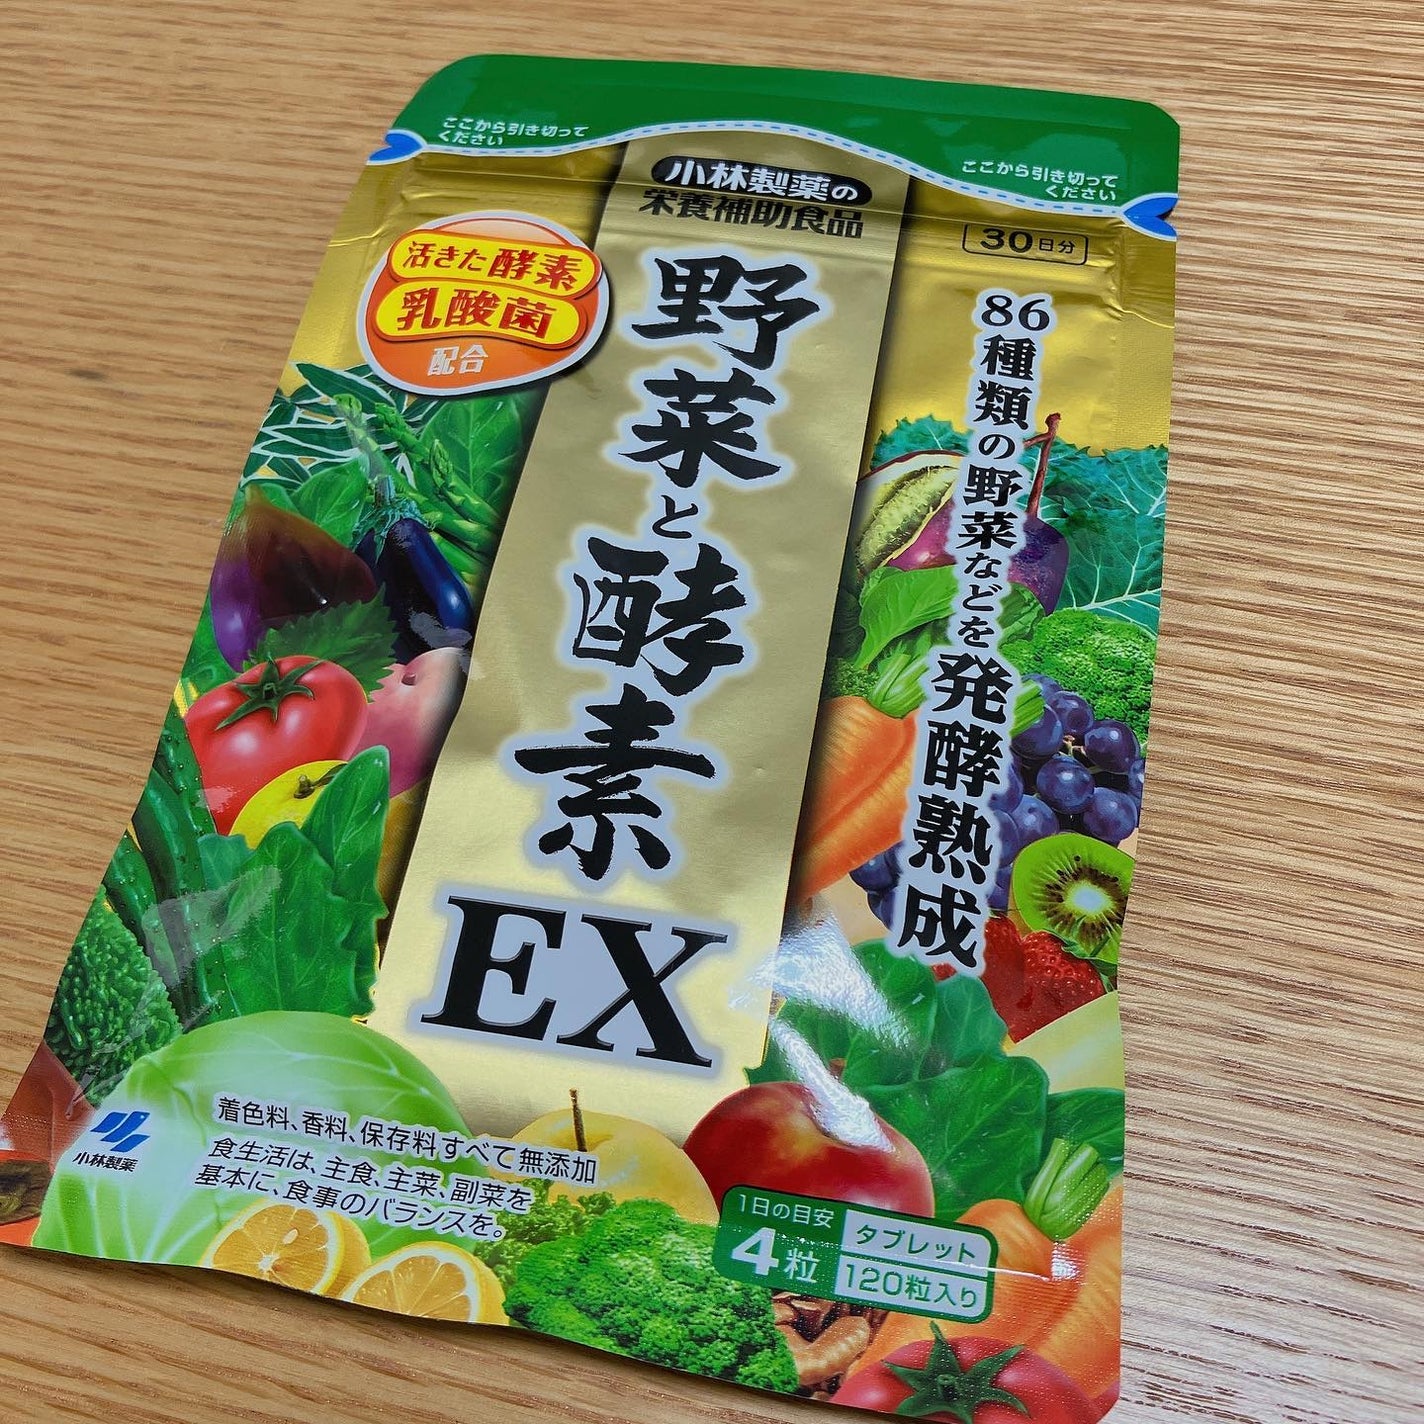 ここから引き切って
ください
ここから引き切って
ください
小林製薬の
栄養補助食品
30日分
活きた酵素
乳酸菌
配合
野菜と酵素
EX
86種類の野菜などを発酵熟成
着色料、香料、保存料すべて無添加
食生活は、主食、主菜、副菜を
基本に、食事のバランスを。
小林製薬
1日の目安
4粒
タブレット
120粒入り